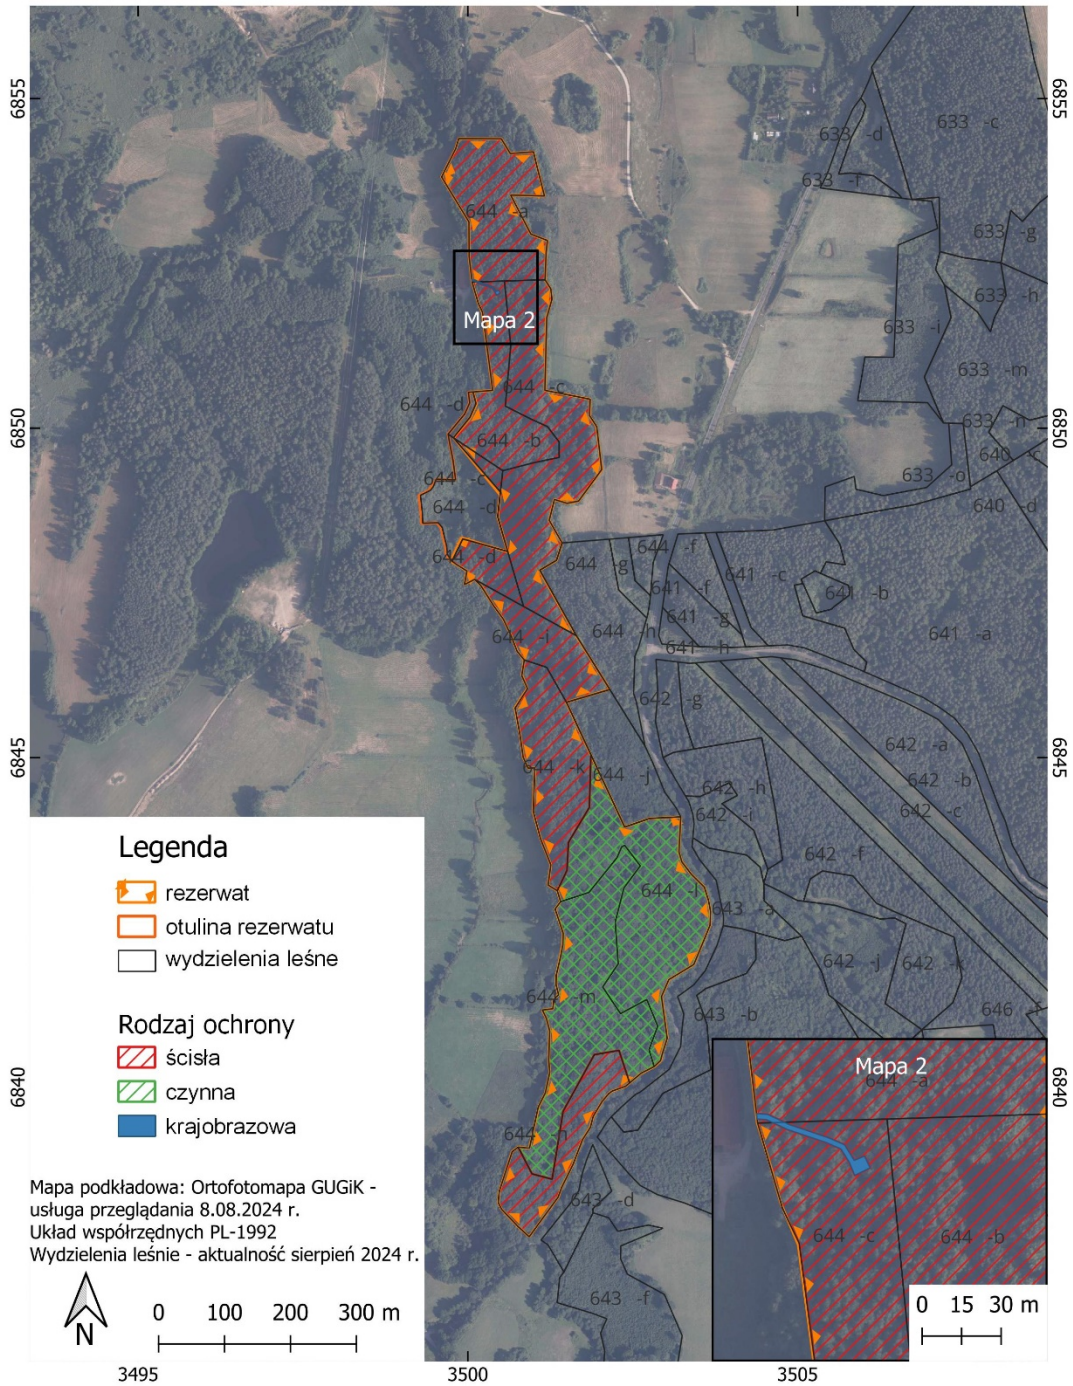 6855
6855
633 -c
633 -d
633 -f
644 -a
633 -g
633 -h
Mapa 2
633 -i
633 -m
644 -c
644 -d
6850
6850
633 -n
644 -b
640 -c
633 -o
644 -c
644 -d
640 -d
644 -f
644 -d
644 -g
641 -c
641 -f
641 -b
641 -g
644 -i
644 -h
641 -a
641 -h
642 -g
642 -a
6845
6845
644 -k
644 -j
642 -b
642 -h
642 -c
642 -i
642 -f
644 -l
643 -a
642 -j
642 -k
644 -m
643 -b
646 -f
6840
6840
644 -n
643 -d
643 -f
Legenda
rezerwat
otulina rezerwatu
wydzielenia leśne
Rodzaj ochrony
ścisła
czynna
krajobrazowa
Mapa podkładowa: Ortofotomapa GUGiK -
usługa przeglądania 8.08.2024 r.
Układ współrzędnych PL-1992
Wydzielenia leśnie - aktualność sierpień 2024 r.
N
0 100 200 300 m
Mapa 2
644 -a
644 -c
644 -b
0 15 30 m
3495
3500
3505